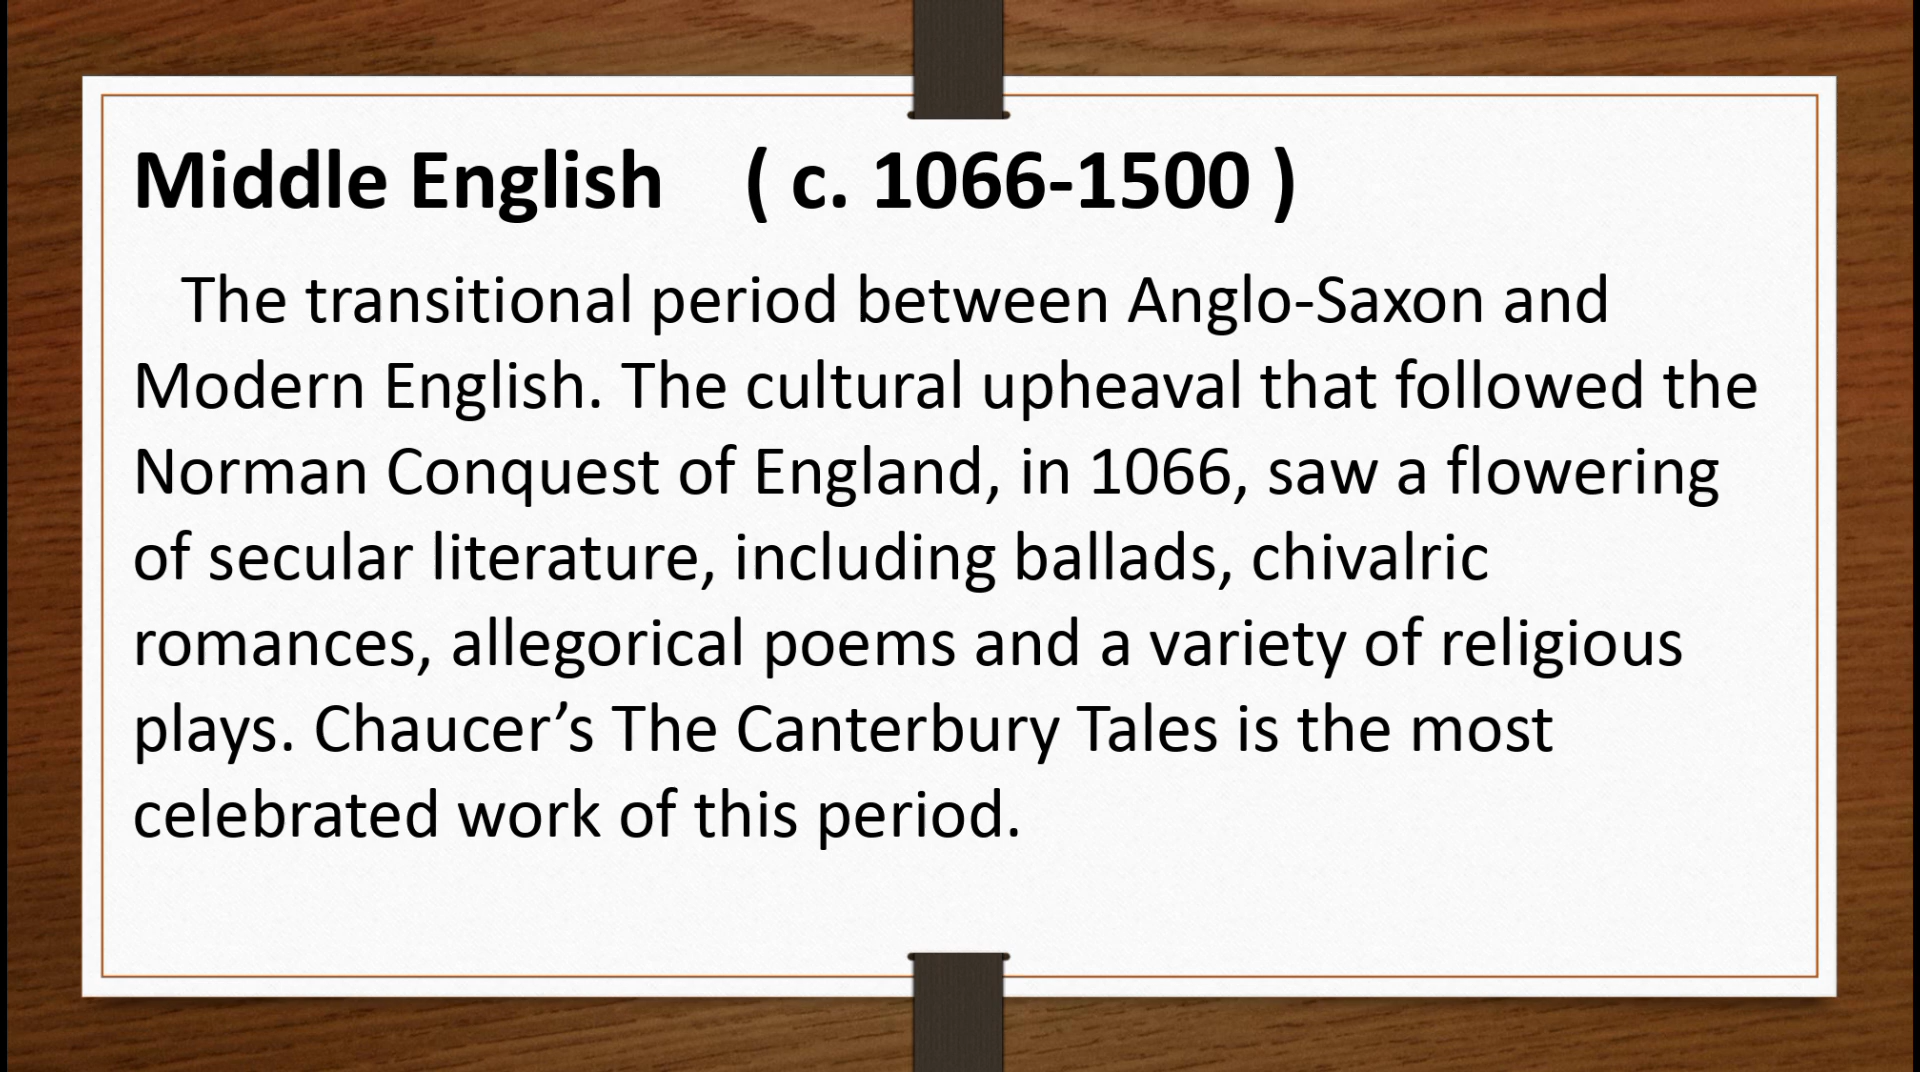 Middle English ( c. 1066-1500 )
The transitional period between Anglo-Saxon and
Modern English. The cultural upheaval that followed the
Norman Conquest of England, in 1066, saw a flowering
of secular literature, including ballads, chivalric
romances, allegorical poems and a variety of religious
plays. Chaucer’s The Canterbury Tales is the most
celebrated work of this period.